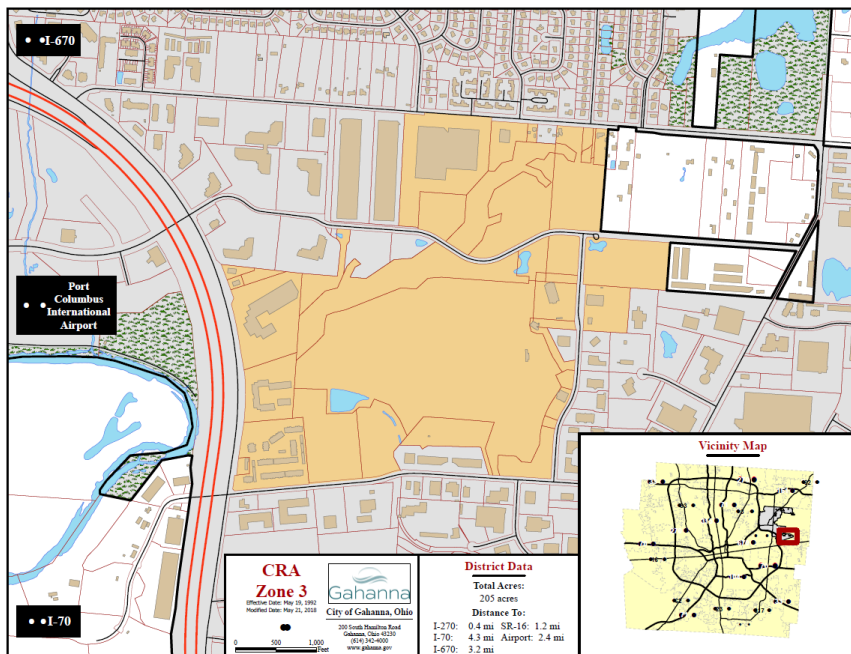 I-670
Port
Columbus
International
Airport
I-70
CRA
Zone 3
Effective Date: May 19, 1992
Modified Date: May 21, 2018
0 500 1,000
Feet
Gahanna
City of Gahanna, Ohio
200 South Hamilton Road
Gahanna, Ohio 43230
(614) 342-4000
www.gahanna.gov
District Data
Total Acres:
205 acres
Distance To:
I-270: 0.4 mi SR-16: 1.2 mi
I-70: 4.3 mi Airport: 2.4 mi
I-670: 3.2 mi
Vicinity Map